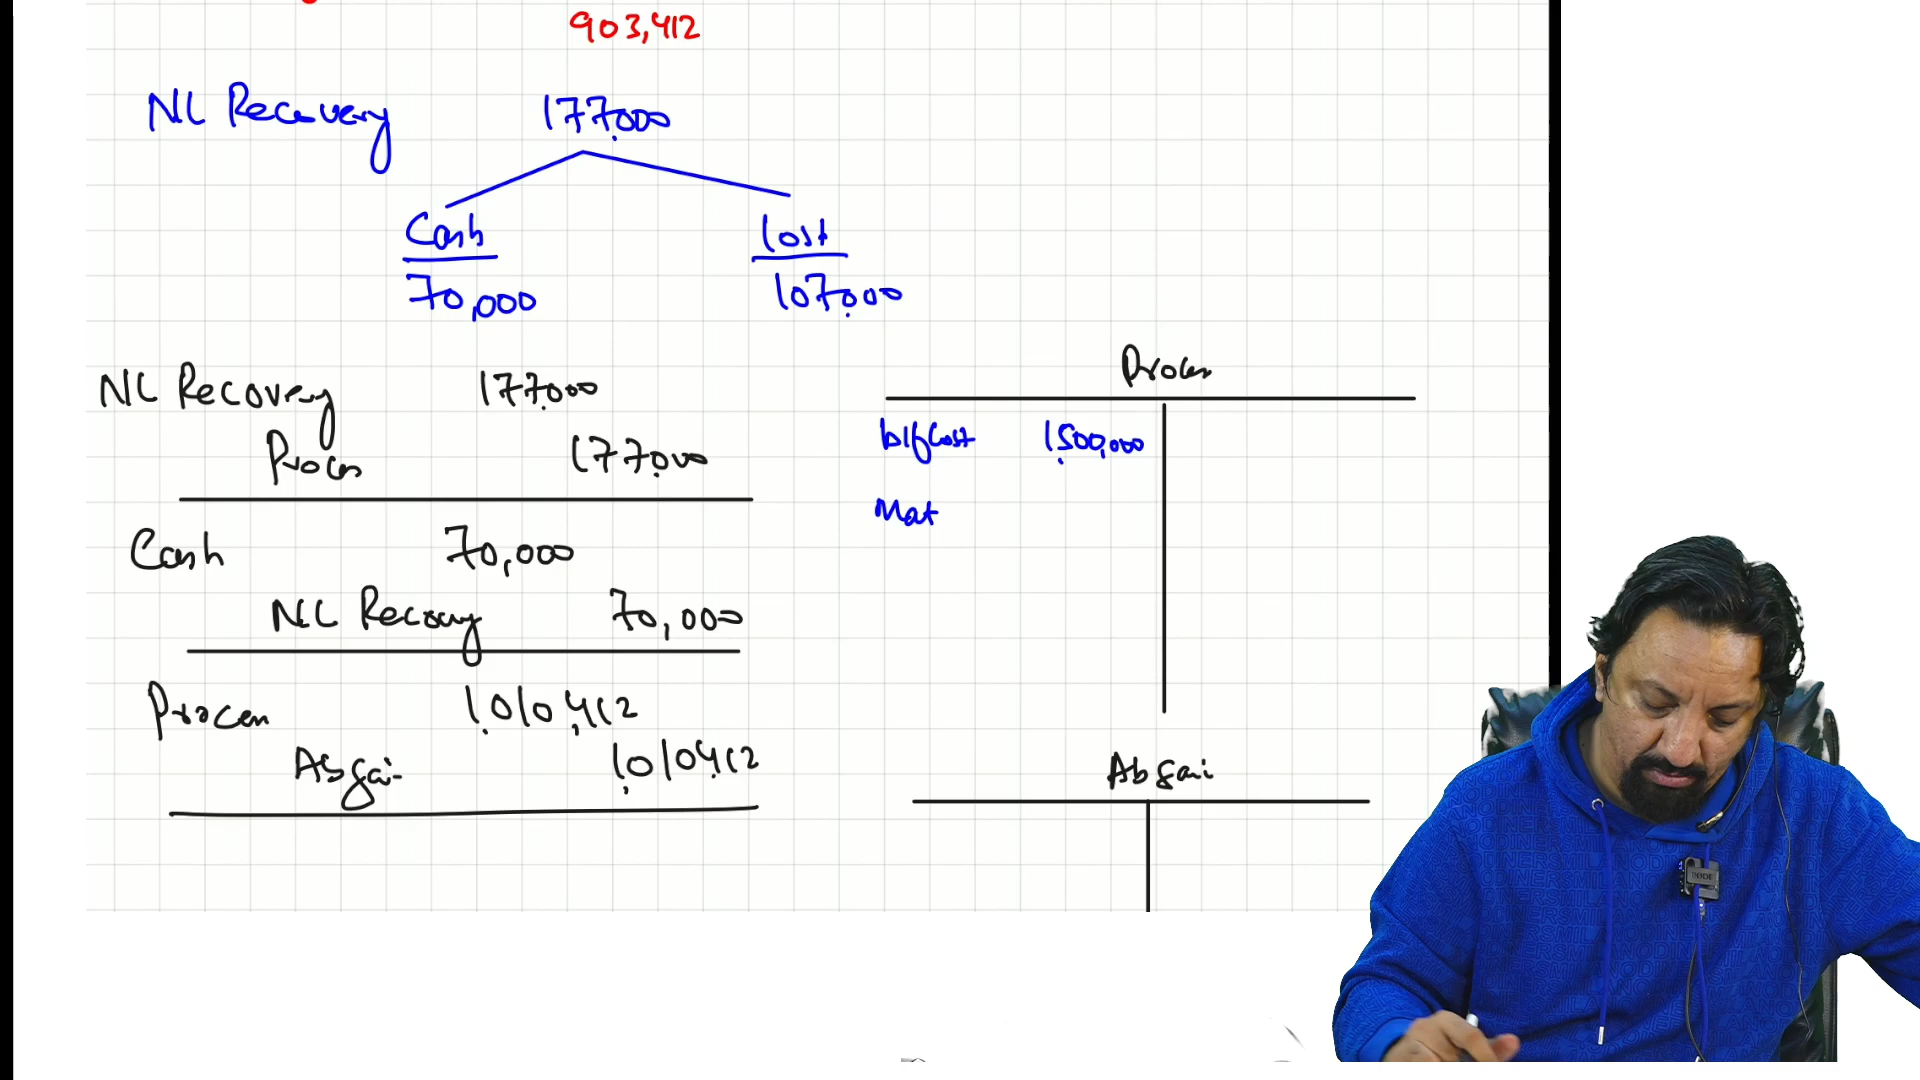 903,412
NL Recovery 177,000
Cash lost
70,000 107,000
NL Recovery 177,000
Process 177,000
Cash 70,000
NL Recovery 70,000
Process 1,010,412
Ab gain 1,010,412
Process
b/f Cost 1,500,000
Mat
Ab gain
RODE